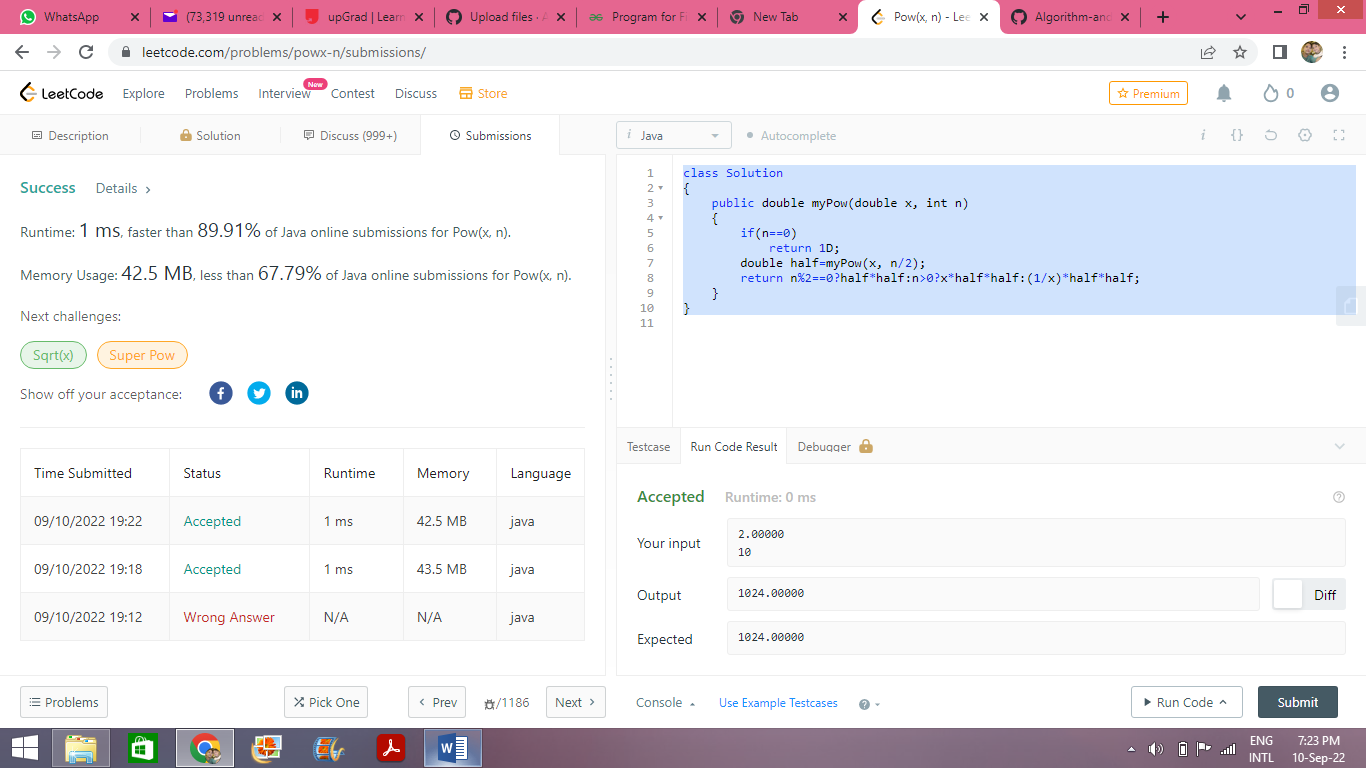 WhatsApp
(73,319 unread
upGrad | Learn
Upload files · A
Program for Fi
New Tab
Pow(x, n) - Lee
Algorithm-and
leetcode.com/problems/powx-n/submissions/
LeetCode
Explore
Problems
Interview
New
Contest
Discuss
Store
Premium
0
Description
Solution
Discuss (999+)
Submissions
i Java
Autocomplete
Success
Details
Runtime: 1 ms, faster than 89.91% of Java online submissions for Pow(x, n).
Memory Usage: 42.5 MB, less than 67.79% of Java online submissions for Pow(x, n).
Next challenges:
Sqrt(x)
Super Pow
Show off your acceptance:
Time Submitted Status Runtime Memory Language
09/10/2022 19:22 Accepted 1 ms 42.5 MB java
09/10/2022 19:18 Accepted 1 ms 43.5 MB java
09/10/2022 19:12 Wrong Answer N/A N/A java
1 class Solution
2 {
3 public double myPow(double x, int n)
4 {
5 if(n==0)
6 return 1D;
7 double half=myPow(x, n/2);
8 return n%2==0?half*half:n>0?x*half*half:(1/x)*half*half;
9 }
10 }
11
Testcase
Run Code Result
Debugger
Accepted
Runtime: 0 ms
Your input
2.00000
10
Output
1024.00000
Diff
Expected
1024.00000
Problems
Pick One
Prev
/1186
Next
Console
Use Example Testcases
Run Code
Submit
ENG
INTL
7:23 PM
10-Sep-22